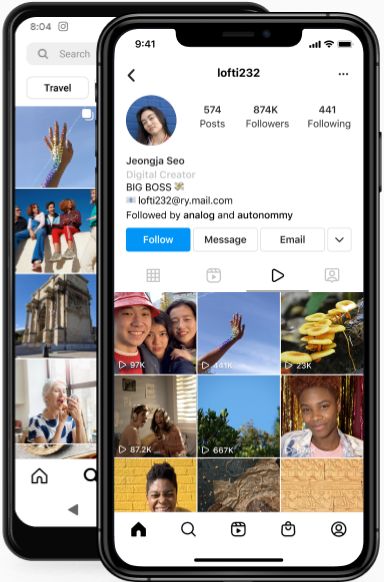 8:04
Search
Travel
9:41
lofti232
574
874K
441
Posts
Followers
Following
Jeongja Seo
Digital Creator
BIG BOSS
lofti232@ry.mail.com
Followed by analog and autonommy
Follow
Message
Email
97K
441K
23K
87.2K
667K